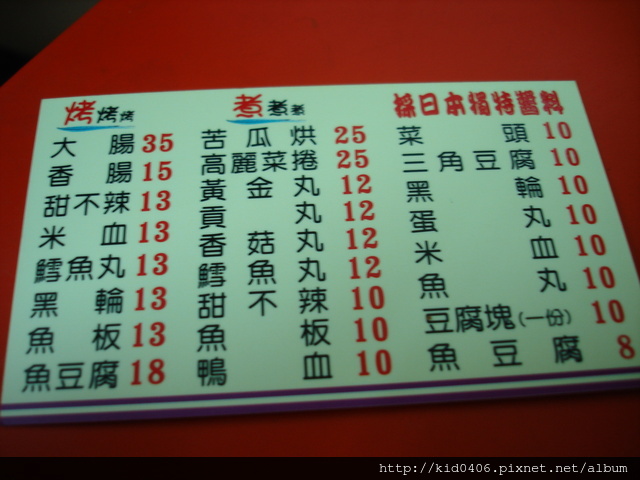 烤烤烤
大腸 35
香腸 15
甜不辣 13
米血 13
鱈魚丸 13
黑輪 13
魚板 13
魚豆腐 18
煮煮煮
苦瓜烘 25
高麗菜捲 25
黃金丸 12
貢丸 12
香菇丸 12
鱈魚丸 12
甜不辣 10
魚板 10
鴨血 10
採日本獨特醬料
菜頭 10
三角豆腐 10
黑輪 10
蛋丸 10
米血 10
魚丸 10
豆腐塊(一份) 10
魚豆腐 8
http://kid0406.pixnet.net/album